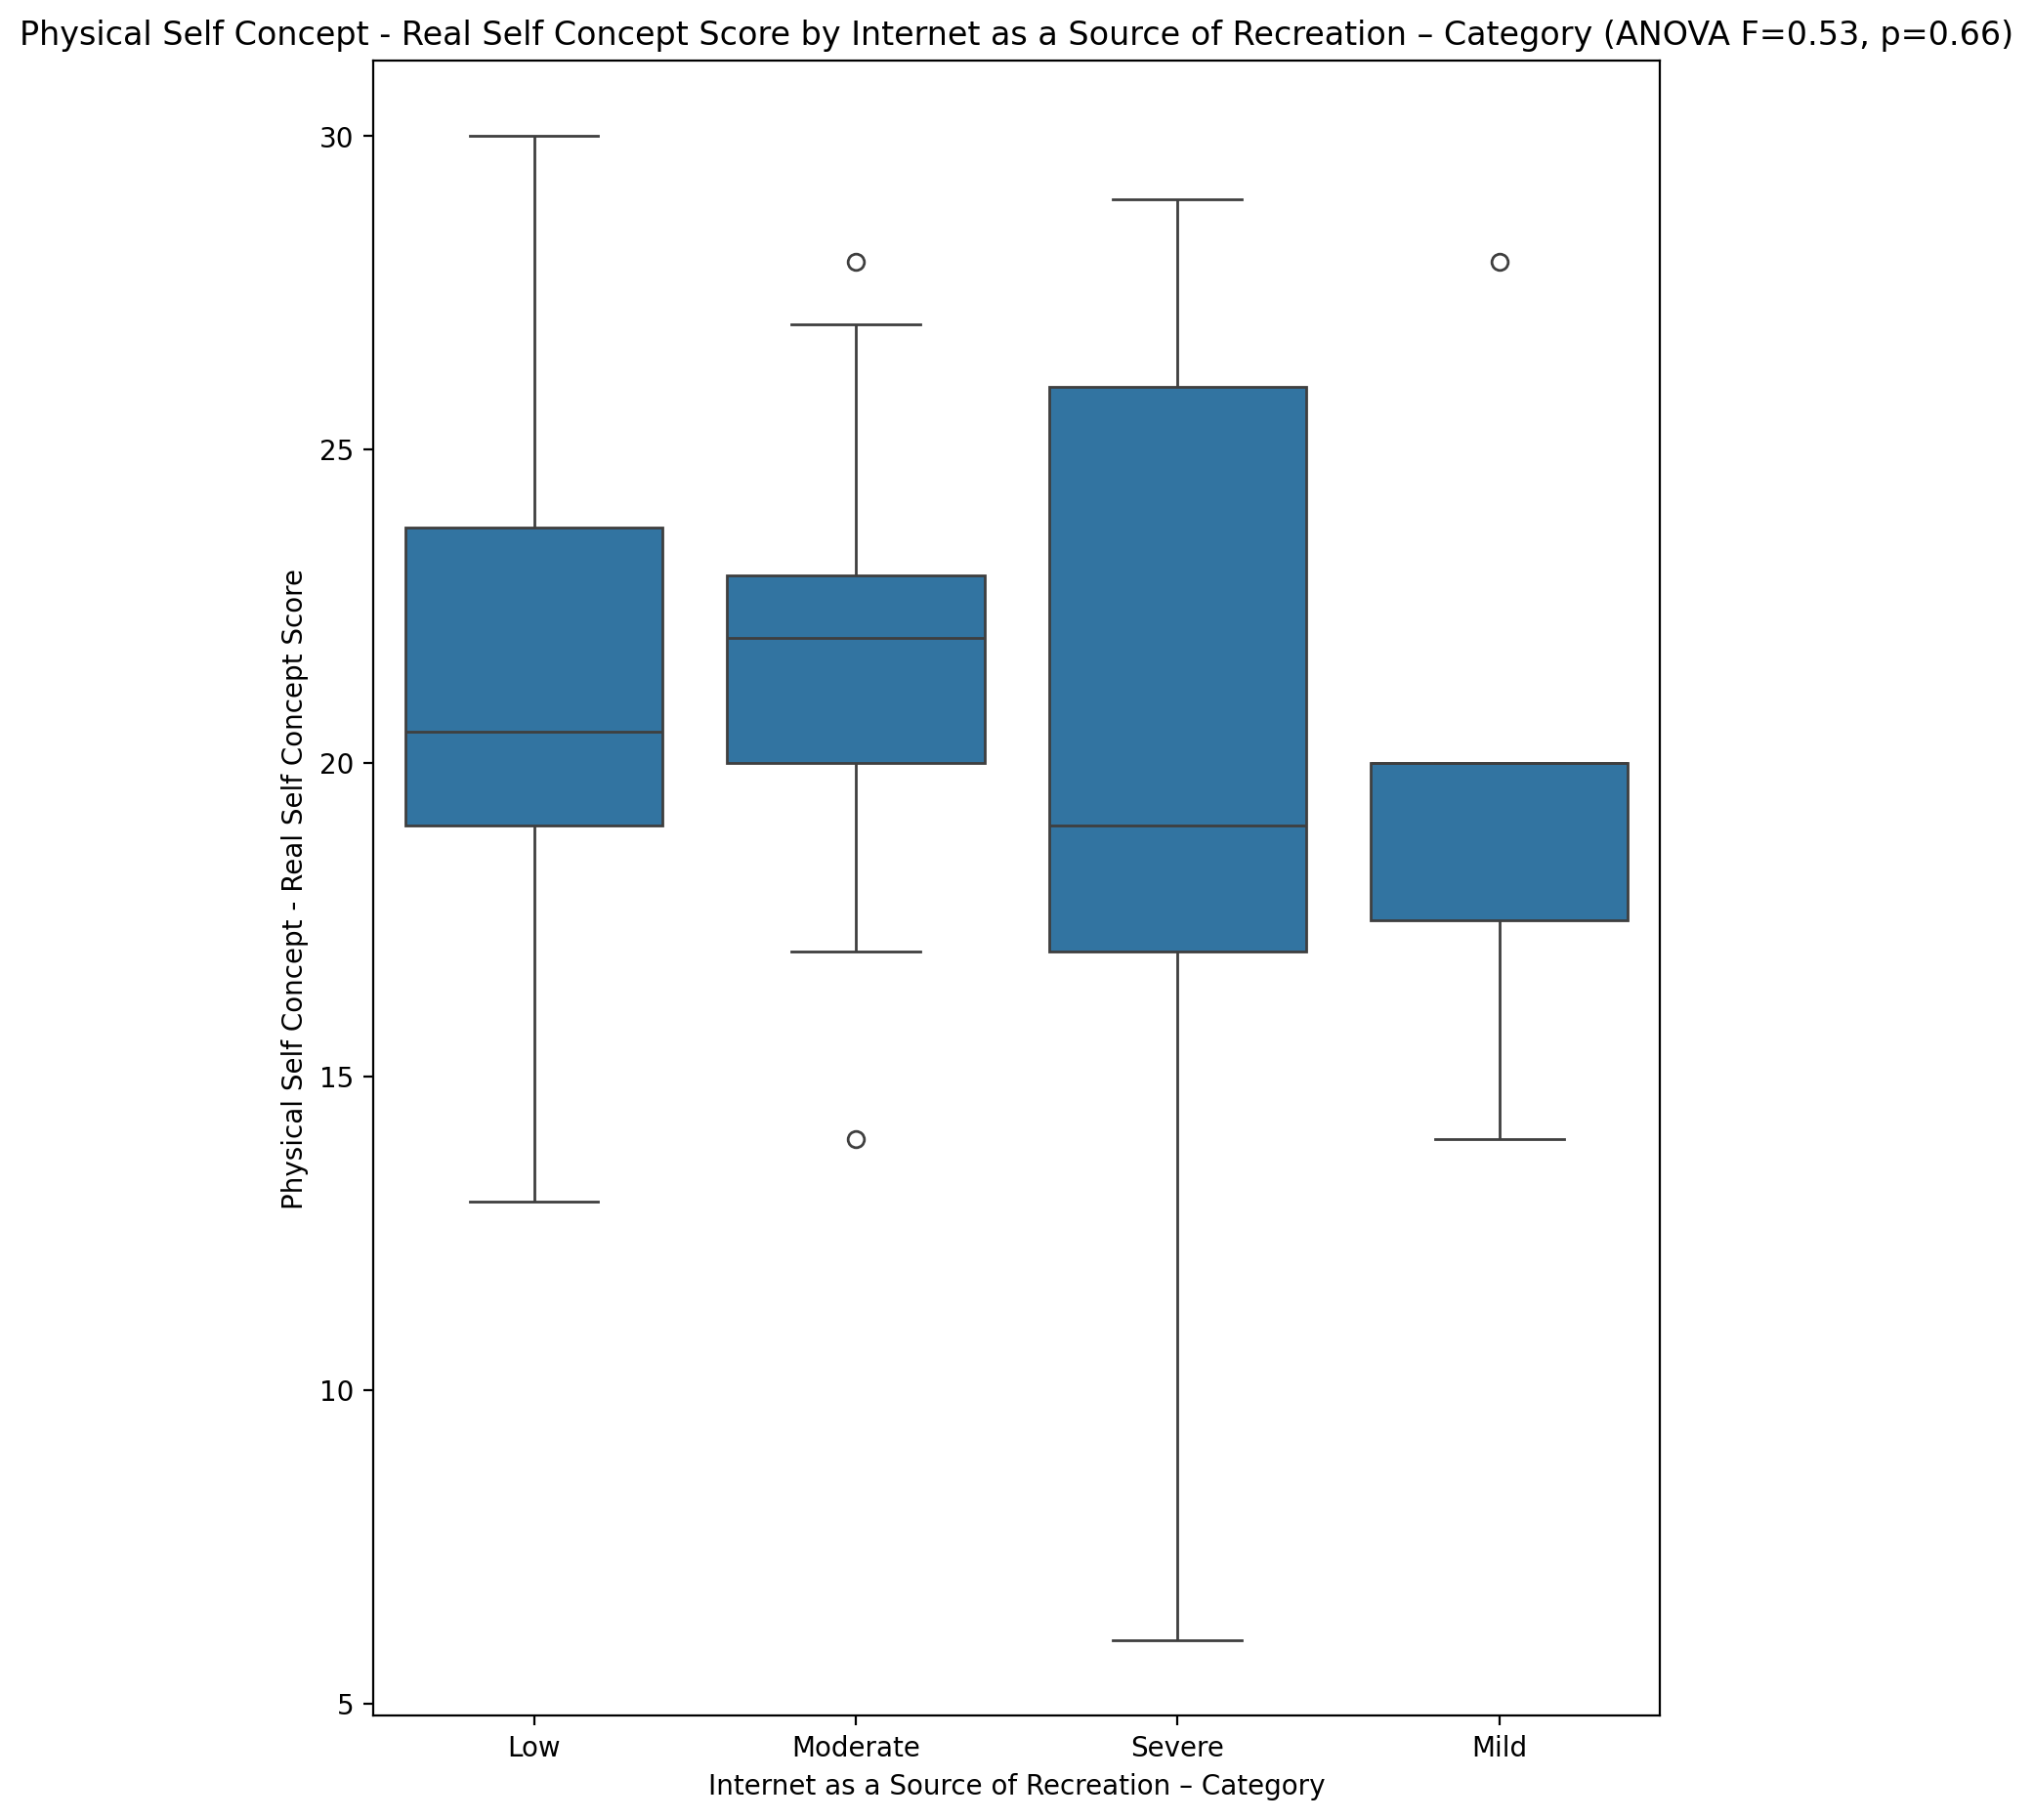 Physical Self Concept - Real Self Concept Score by Internet as a Source of Recreation – Category (ANOVA F=0.53, p=0.66)
Physical Self Concept - Real Self Concept Score
30
25
20
15
10
5
Low Moderate Severe Mild
Internet as a Source of Recreation – Category